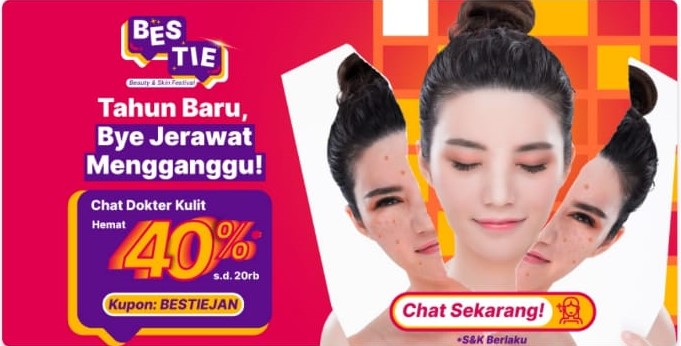 BES
TIE
Beauty & Skin Festival
Tahun Baru,
Bye Jerawat
Mengganggu!
Chat Dokter Kulit
Hemat
40%*
s.d. 20rb
Kupon: BESTIEJAN
Chat Sekarang!
*S&K Berlaku